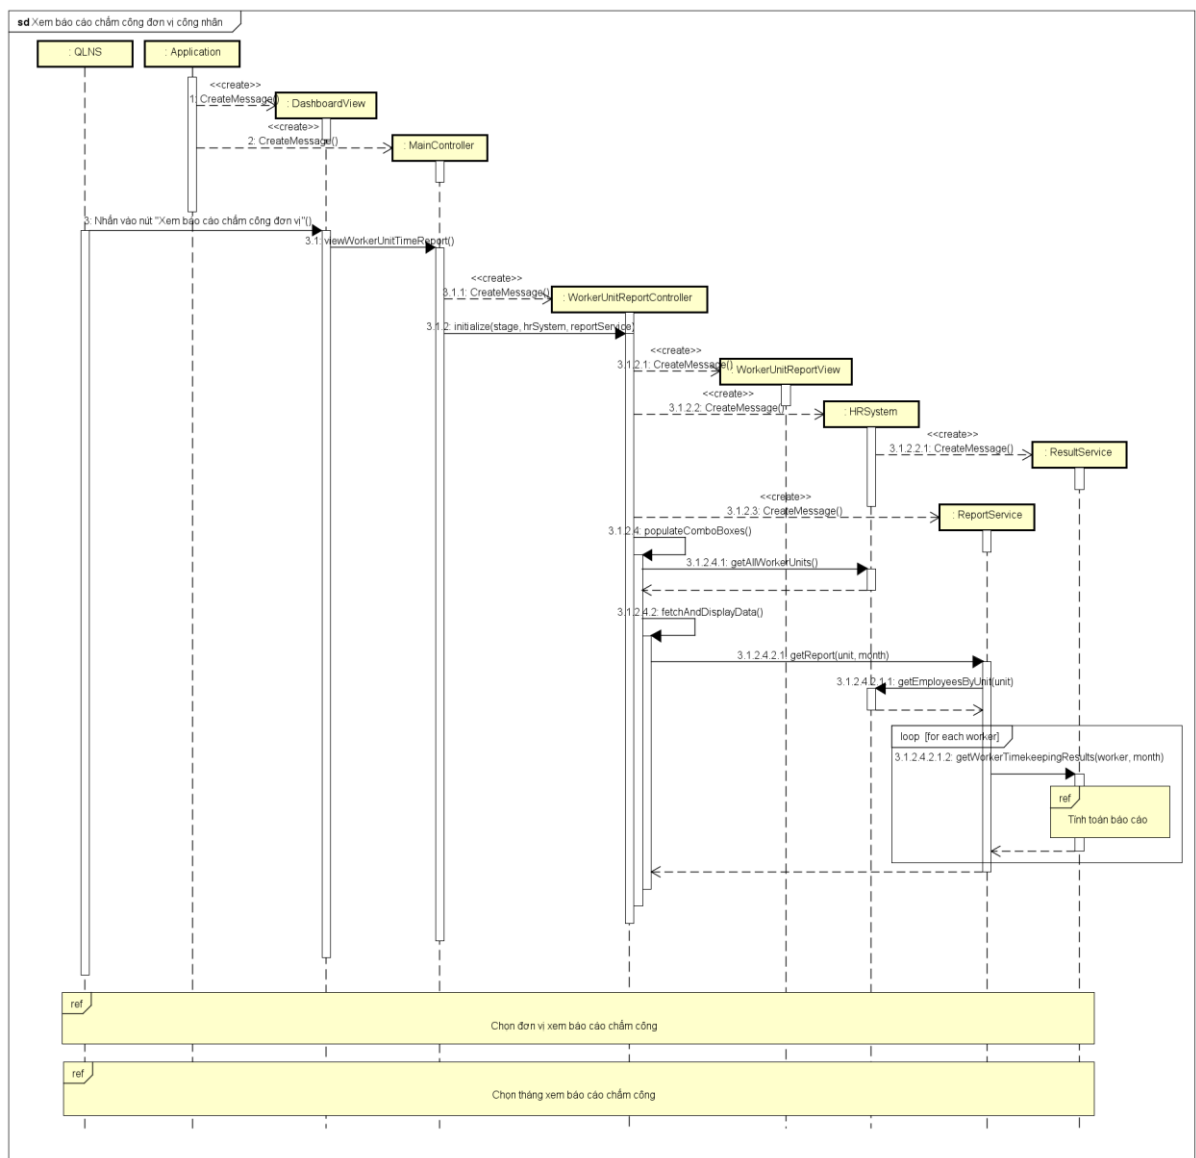 sd Xem báo cáo chấm công đơn vị công nhân
: QLNS
: Application
<<create>>
1: CreateMessage()
: DashboardView
<<create>>
2: CreateMessage()
: MainController
3: Nhấn vào nút "Xem báo cáo chấm công đơn vị"()
3.1: viewWorkerUnitTimeReport()
<<create>>
3.1.1: CreateMessage()
: WorkerUnitReportController
3.1.2: initialize(stage, hrSystem, reportService)
<<create>>
3.1.2.1: CreateMessage()
: WorkerUnitReportView
<<create>>
3.1.2.2: CreateMessage()
: HRSystem
<<create>>
3.1.2.2.1: CreateMessage()
: ResultService
<<create>>
3.1.2.3: CreateMessage()
: ReportService
3.1.2.4: populateComboBoxes()
3.1.2.4.1: getAllWorkerUnits()
3.1.2.4.2: fetchAndDisplayData()
3.1.2.4.2.1: getReport(unit, month)
3.1.2.4.2.1.1: getEmployeesByUnit(unit)
loop [for each worker]
3.1.2.4.2.1.2: getWorkerTimekeepingResults(worker, month)
ref
Tính toán báo cáo
ref
Chọn đơn vị xem báo cáo chấm công
ref
Chọn tháng xem báo cáo chấm công